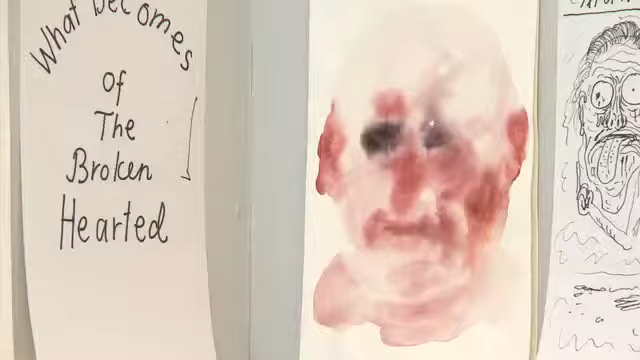 What Becomes
Of
The
Broken
Hearted